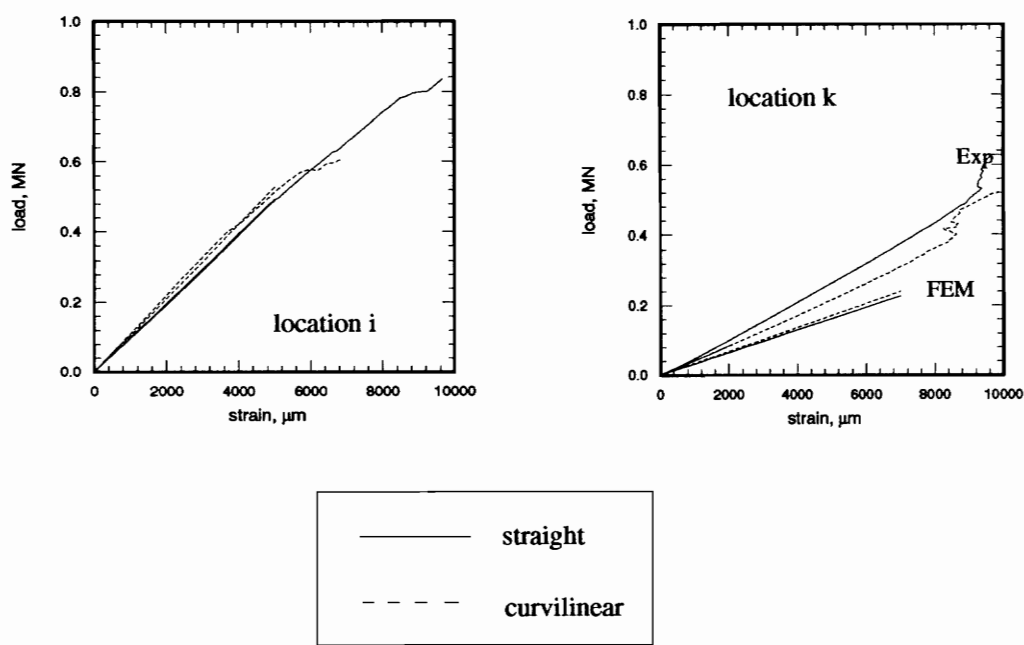 1.0
0.8
0.6
0.4
0.2
0.0
load, MN
location i
0 2000 4000 6000 8000 10000
strain, μm
1.0
0.8
0.6
0.4
0.2
0.0
load, MN
location k
Exp
FEM
0 2000 4000 6000 8000 10000
strain, μm
straight
curvilinear